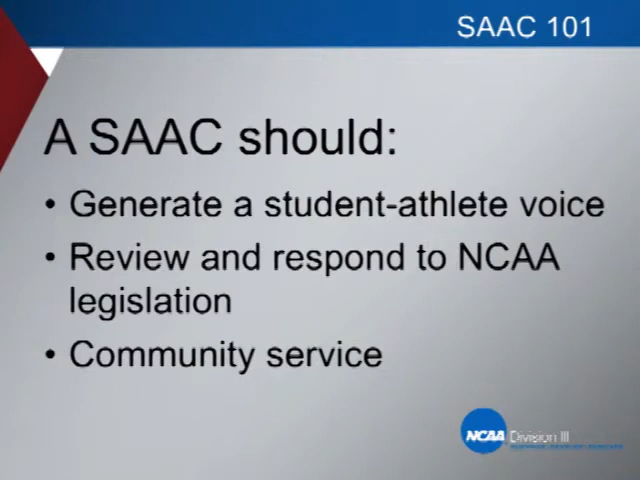 SAAC 101
A SAAC should:
• Generate a student-athlete voice
• Review and respond to NCAA
legislation
• Community service
NCAA Division III